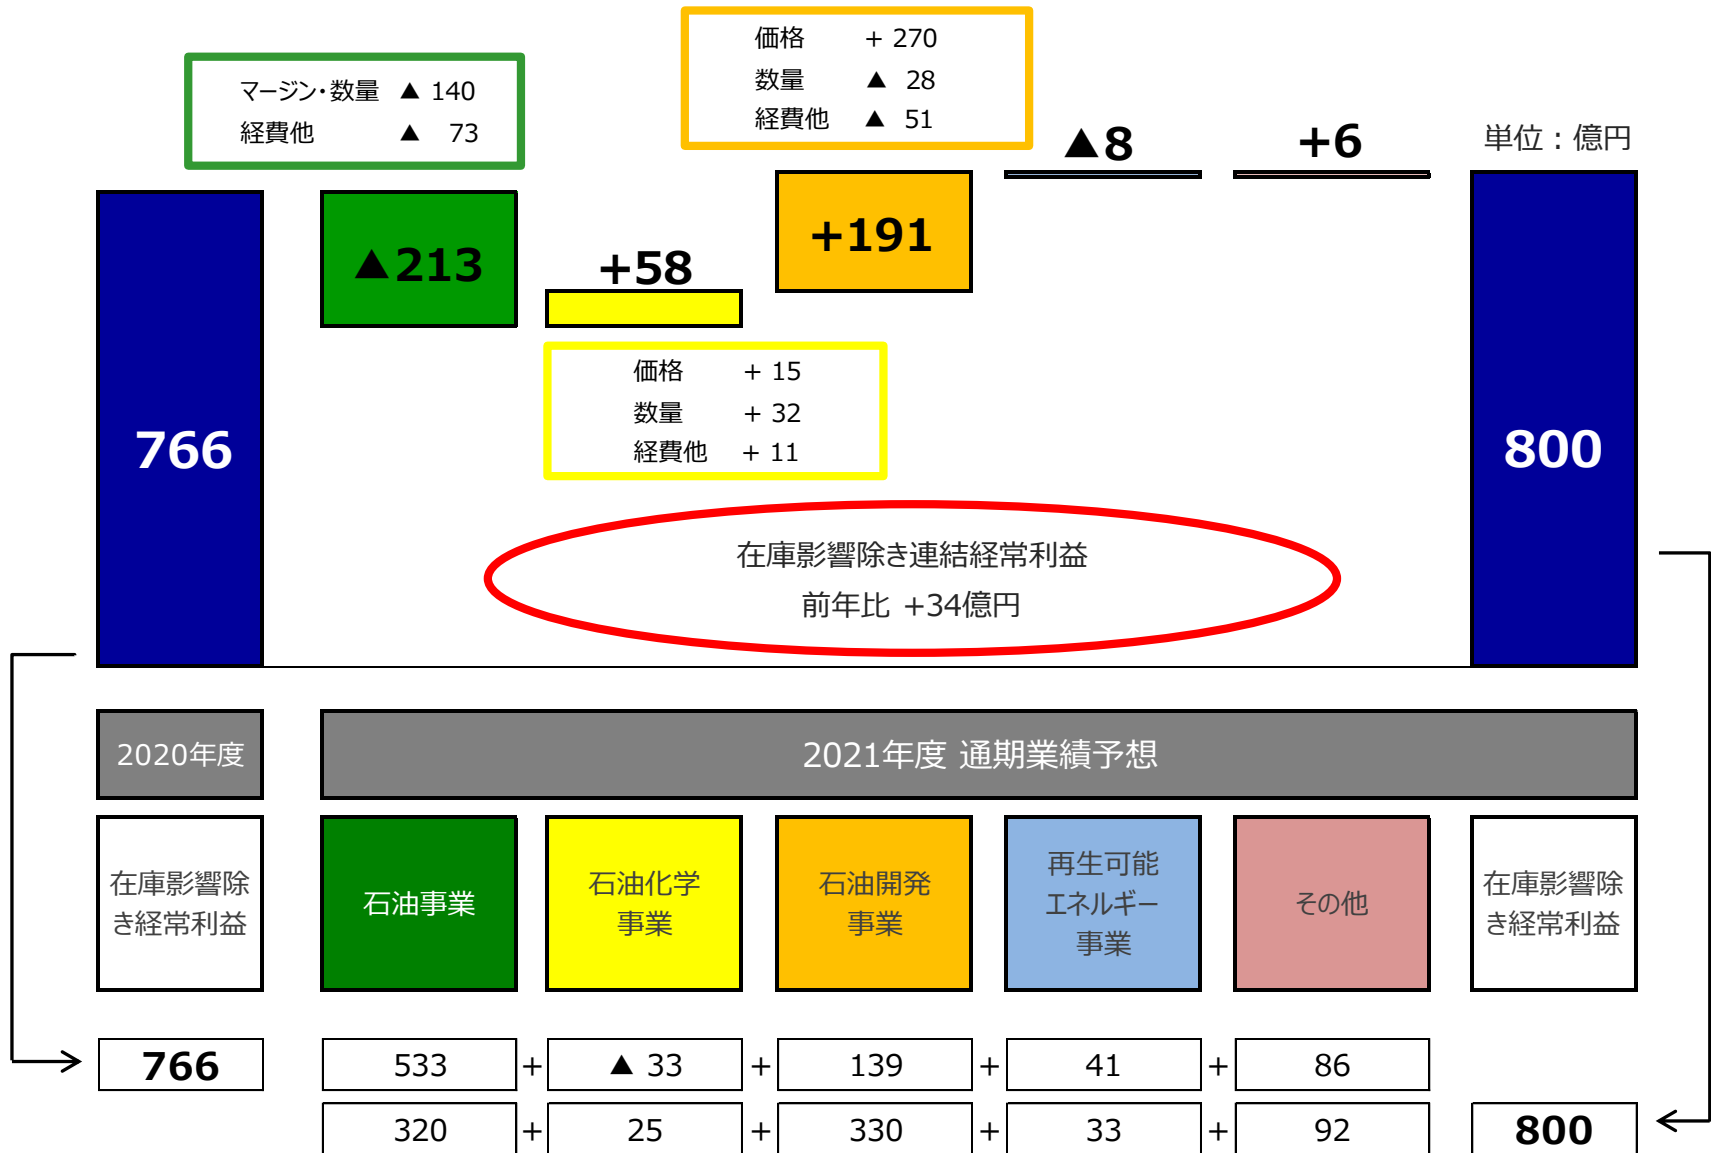 価格 + 270
数量 ▲ 28
経費他 ▲ 51
マージン・数量 ▲ 140
経費他 ▲ 73
▲8
+6
単位：億円
▲213
+58
+191
価格 + 15
数量 + 32
経費他 + 11
766
800
在庫影響除き連結経常利益
前年比 +34億円
2020年度
2021年度 通期業績予想
在庫影響除
き経常利益
石油事業
石油化学
事業
石油開発
事業
再生可能
エネルギー
事業
その他
在庫影響除
き経常利益
766 533 + ▲ 33 + 139 + 41 + 86
320 + 25 + 330 + 33 + 92 800